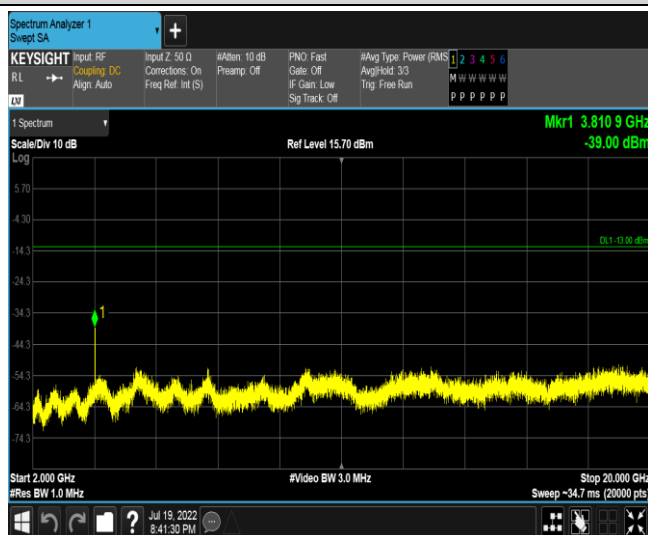 Spectrum Analyzer 1
Swept SA
+
KEYSIGHT Input: RF Input Z: 50 Ω #Atten: 10 dB PNO: Fast #Avg Type: Power (RMS 1 2 3 4 5 6
RL Coupling: DC Corrections: On Preamp: Off Gate: Off Avg|Hold: 3/3 M W W W W W
Align: Auto Freq Ref: Int (S) IF Gain: Low Trig: Free Run P P P P P P
LXI Sig Track: Off
1 Spectrum Mkr1 3.810 9 GHz
Scale/Div 10 dB Ref Level 15.70 dBm -39.00 dBm
Log
5.70
-4.30
DL1 -13.00 dBm
-14.3
-24.3
-34.3
1
-44.3
-54.3
-64.3
-74.3
Start 2.000 GHz #Video BW 3.0 MHz Stop 20.000 GHz
#Res BW 1.0 MHz Sweep ~34.7 ms (20000 pts)
? Jul 19, 2022
8:41:30 PM